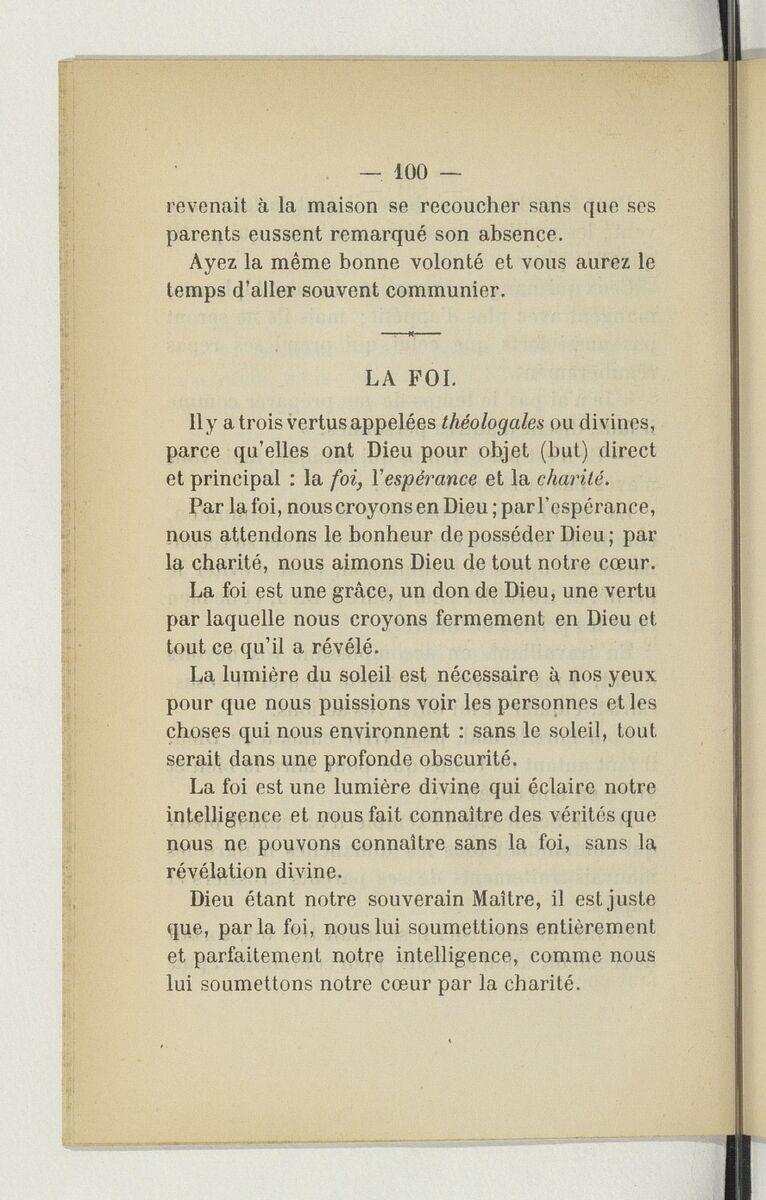 — 100 —
revenait à la maison se recoucher sans que ses
parents eussent remarqué son absence.
Ayez la même bonne volonté et vous aurez le
temps d'aller souvent communier.
LA FOI.
Il y a trois vertus appelées théologales ou divines,
parce qu'elles ont Dieu pour objet (but) direct
et principal : la foi, l'espérance et la charité.
Par la foi, nous croyons en Dieu ; par l'espérance,
nous attendons le bonheur de posséder Dieu ; par
la charité, nous aimons Dieu de tout notre cœur.
La foi est une grâce, un don de Dieu, une vertu
par laquelle nous croyons fermement en Dieu et
tout ce qu'il a révélé.
La lumière du soleil est nécessaire à nos yeux
pour que nous puissions voir les personnes et les
choses qui nous environnent : sans le soleil, tout
serait dans une profonde obscurité.
La foi est une lumière divine qui éclaire notre
intelligence et nous fait connaître des vérités que
nous ne pouvons connaître sans la foi, sans la
révélation divine.
Dieu étant notre souverain Maître, il est juste
que, par la foi, nous lui soumettions entièrement
et parfaitement notre intelligence, comme nous
lui soumettons notre cœur par la charité.